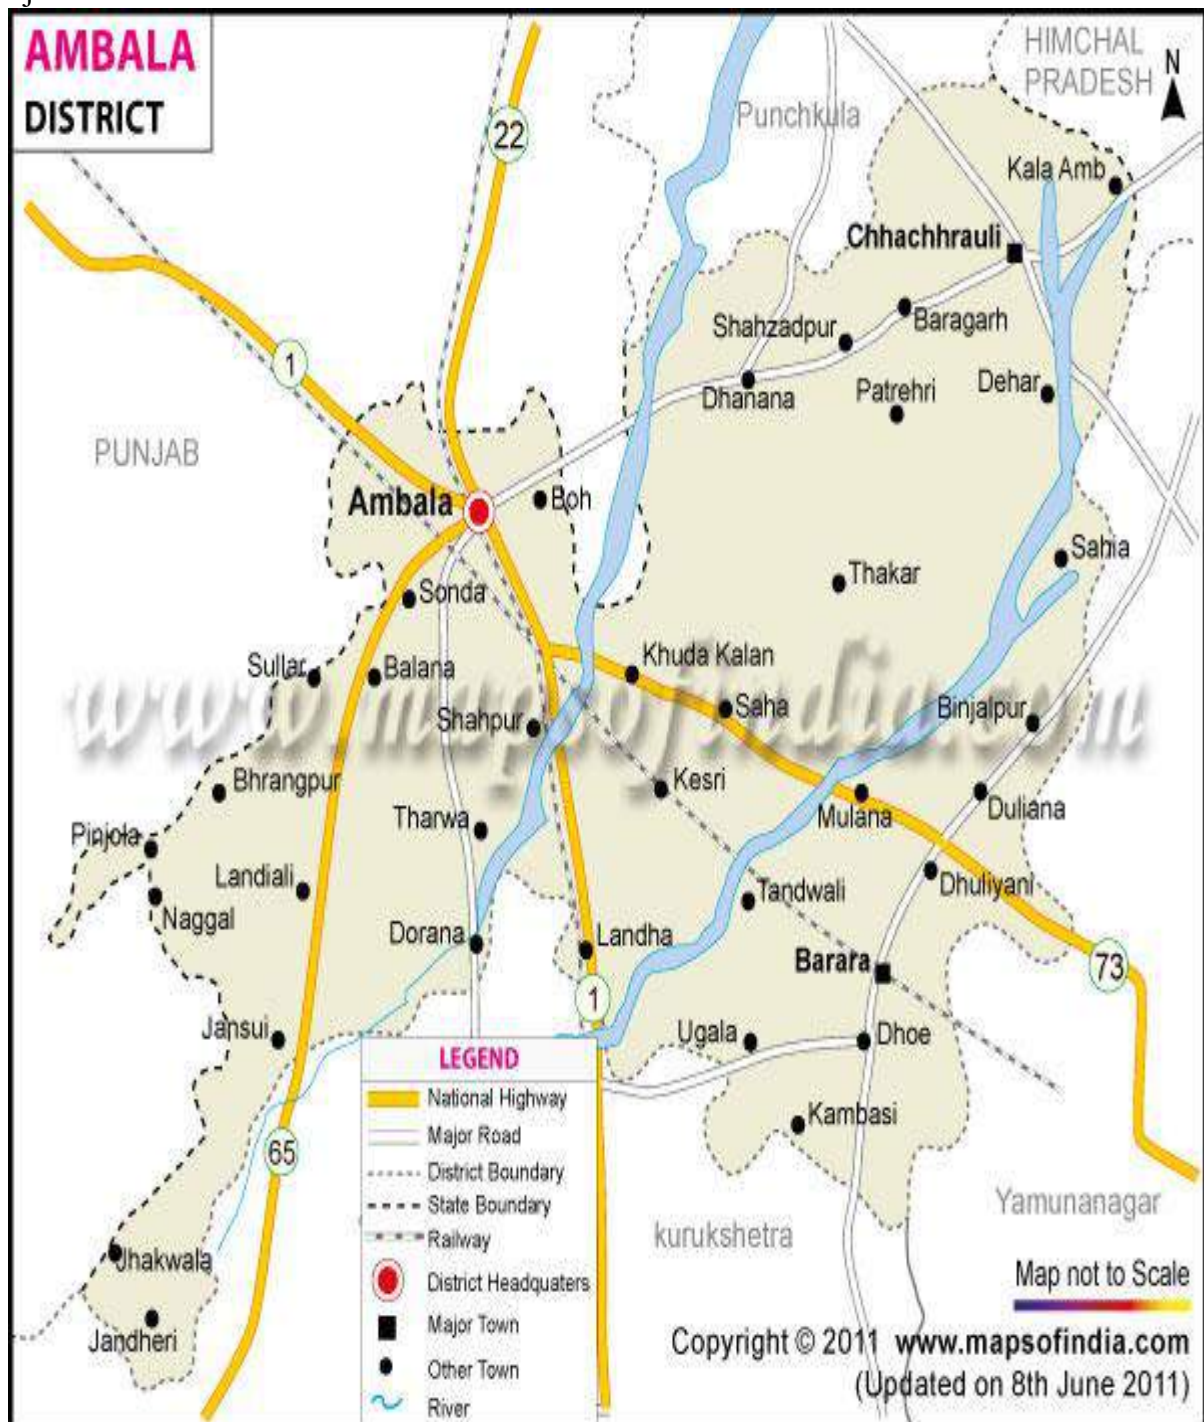 AMBALA
DISTRICT
HIMCHAL
PRADESH
N
22
Punchkula
Kala Amb
Chhachhrauli
Baragarh
Shahzadpur
1
Dhanana
Patrehri
Dehar
PUNJAB
Ambala
Boh
Sahia
Thakar
Sonda
Khuda Kalan
Sullar
Balana
www.mapsofindia.com
Saha
Binjalpur
Shahpur
Bhrangpur
Kesri
Duliana
Mulana
Tharwa
Pinjola
Landiali
Dhuliyani
Tandwali
Naggal
Dorana
Landha
Barara
73
1
Jansui
Ugala
Dhoe
LEGEND
National Highway
Major Road
District Boundary
State Boundary
Railway
District Headquaters
Major Town
Other Town
River
Kambasi
65
Yamunanagar
kurukshetra
Jhakwala
Jandheri
Map not to Scale
Copyright © 2011 www.mapsofindia.com
(Updated on 8th June 2011)